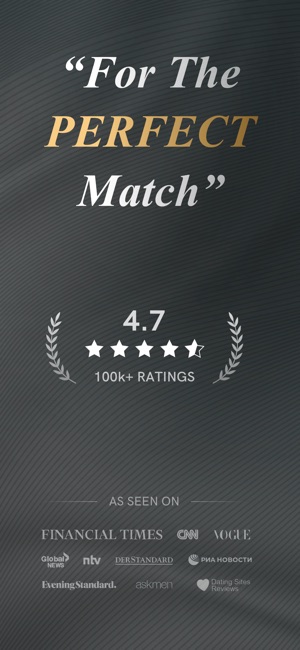 “For The
PERFECT
Match”
4.7
100k+ RATINGS
AS SEEN ON
FINANCIAL TIMES CNN VOGUE
Global NEWS ntv DERSTANDARD РИА НОВОСТИ
Evening Standard. askmen Dating Sites Reviews